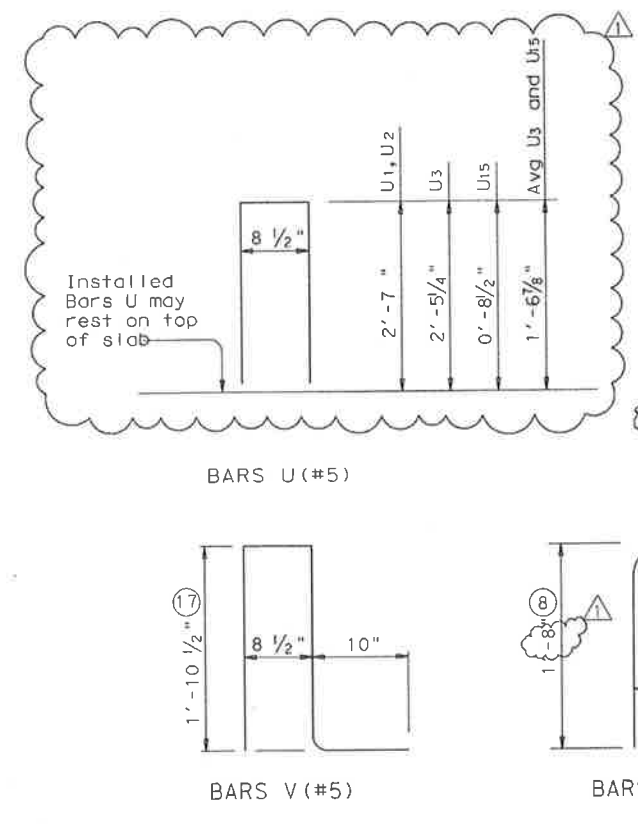 1
U1, U2
U3
U15
Avg U3 and U15
8 1/2"
2'-7"
2'-5 1/4"
0'-8 1/2"
1'-6 7/8"
Installed
Bars U may
rest on top
of slab
BARS U(#5)
17
1'-10 1/2"
8 1/2"
10"
8
1
1'-8"
BARS V(#5)
BARS